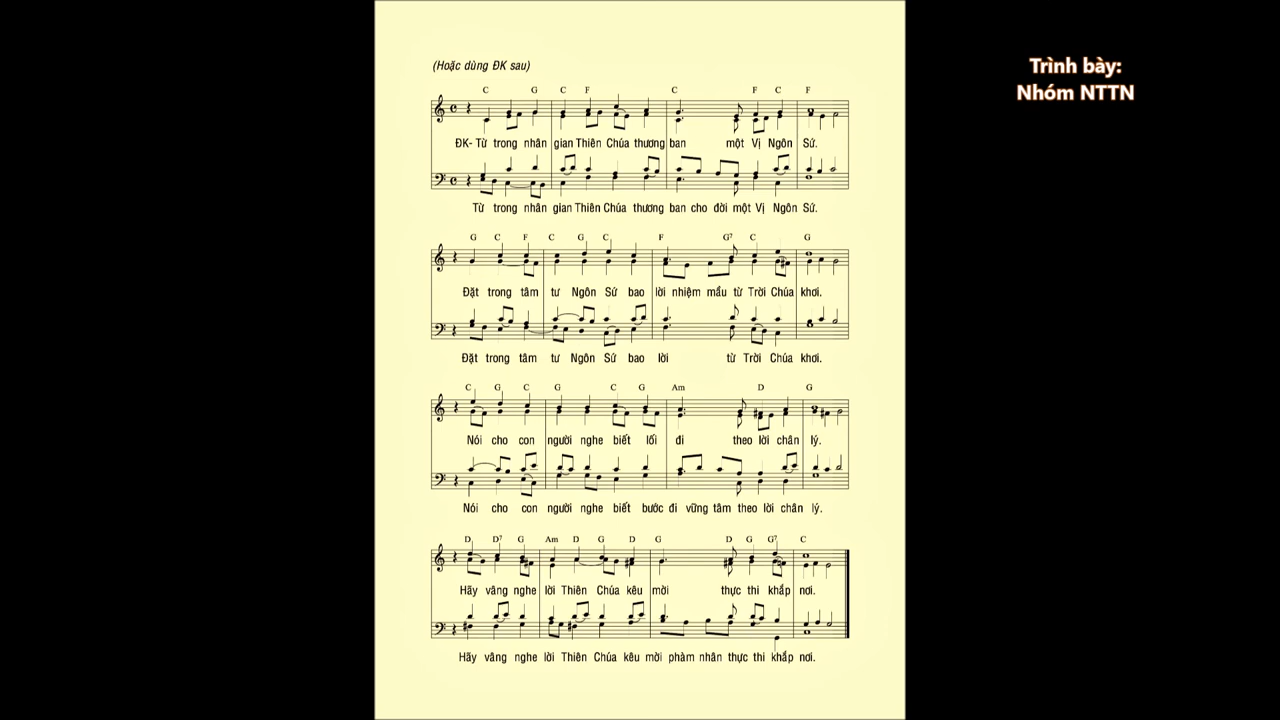 (Hoặc dùng ĐK sau)
Trình bày:
Nhóm NTTN
C G C F C F C F
ĐK- Từ trong nhân gian Thiên Chúa thương ban một Vị Ngôn Sứ.
Từ trong nhân gian Thiên Chúa thương ban cho đời một Vị Ngôn Sứ.
G C F C G C F G7 C G
Đặt trong tâm tư Ngôn Sứ bao lời nhiệm mầu từ Trời Chúa khơi.
Đặt trong tâm tư Ngôn Sứ bao lời từ Trời Chúa khơi.
C G C G C G Am D G
Nói cho con người nghe biết lối đi theo lời chân lý.
Nói cho con người nghe biết bước đi vững tâm theo lời chân lý.
D D7 G Am D G D G D G G7 C
Hãy vâng nghe lời Thiên Chúa kêu mời thực thi khắp nơi.
Hãy vâng nghe lời Thiên Chúa kêu mời phàm nhân thực thi khắp nơi.